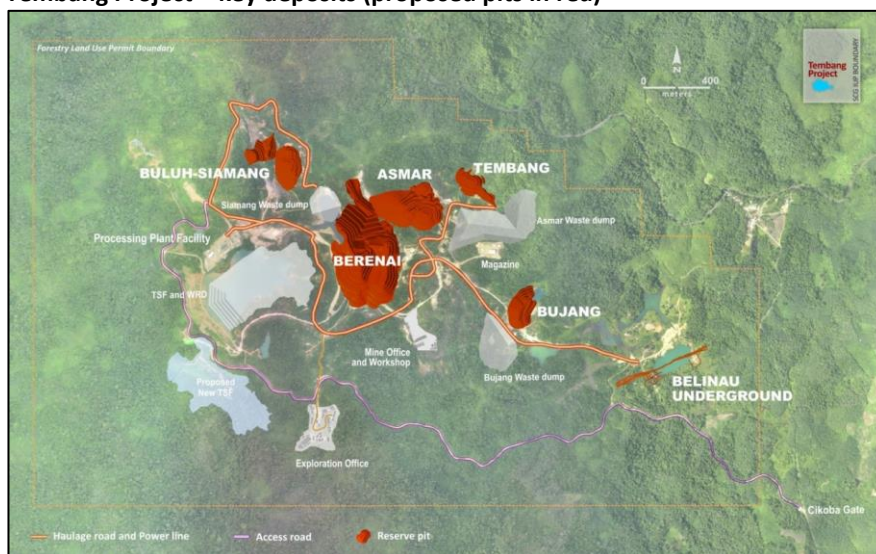 Tembang Project – key deposits (proposed pits in red)
Forestry Land Use Permit Boundary
N
0 400
meters
Tembang
Project
SCG IUP BOUNDARY
BULUH-SIAMANG
ASMAR
TEMBANG
Siamang Waste dump
Asmar Waste dump
Processing Plant Facility
BERENAI
Magazine
TSF and WRD
BUJANG
Mine Office
and Workshop
Bujang Waste dump
Proposed
New TSF
BELINAU
UNDERGROUND
Exploration Office
Cikoba Gate
Haulage road and Power line
Access road
Reserve pit